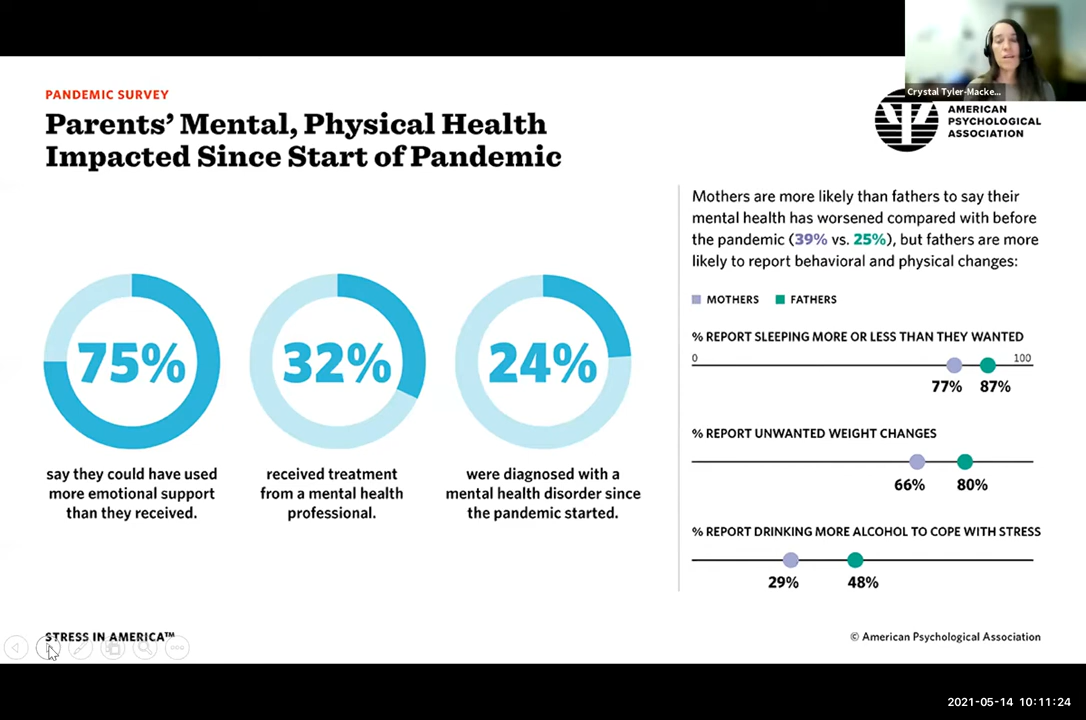 Crystal Tyler-Macke...
PANDEMIC SURVEY
Parents’ Mental, Physical Health
Impacted Since Start of Pandemic
AMERICAN
PSYCHOLOGICAL
ASSOCIATION
75%
say they could have used
more emotional support
than they received.
32%
received treatment
from a mental health
professional.
24%
were diagnosed with a
mental health disorder since
the pandemic started.
Mothers are more likely than fathers to say their
mental health has worsened compared with before
the pandemic (39% vs. 25%), but fathers are more
likely to report behavioral and physical changes:
MOTHERS FATHERS
% REPORT SLEEPING MORE OR LESS THAN THEY WANTED
0 100
77% 87%
% REPORT UNWANTED WEIGHT CHANGES
66% 80%
% REPORT DRINKING MORE ALCOHOL TO COPE WITH STRESS
29% 48%
STRESS IN AMERICA™
© American Psychological Association
2021-05-14 10:11:24